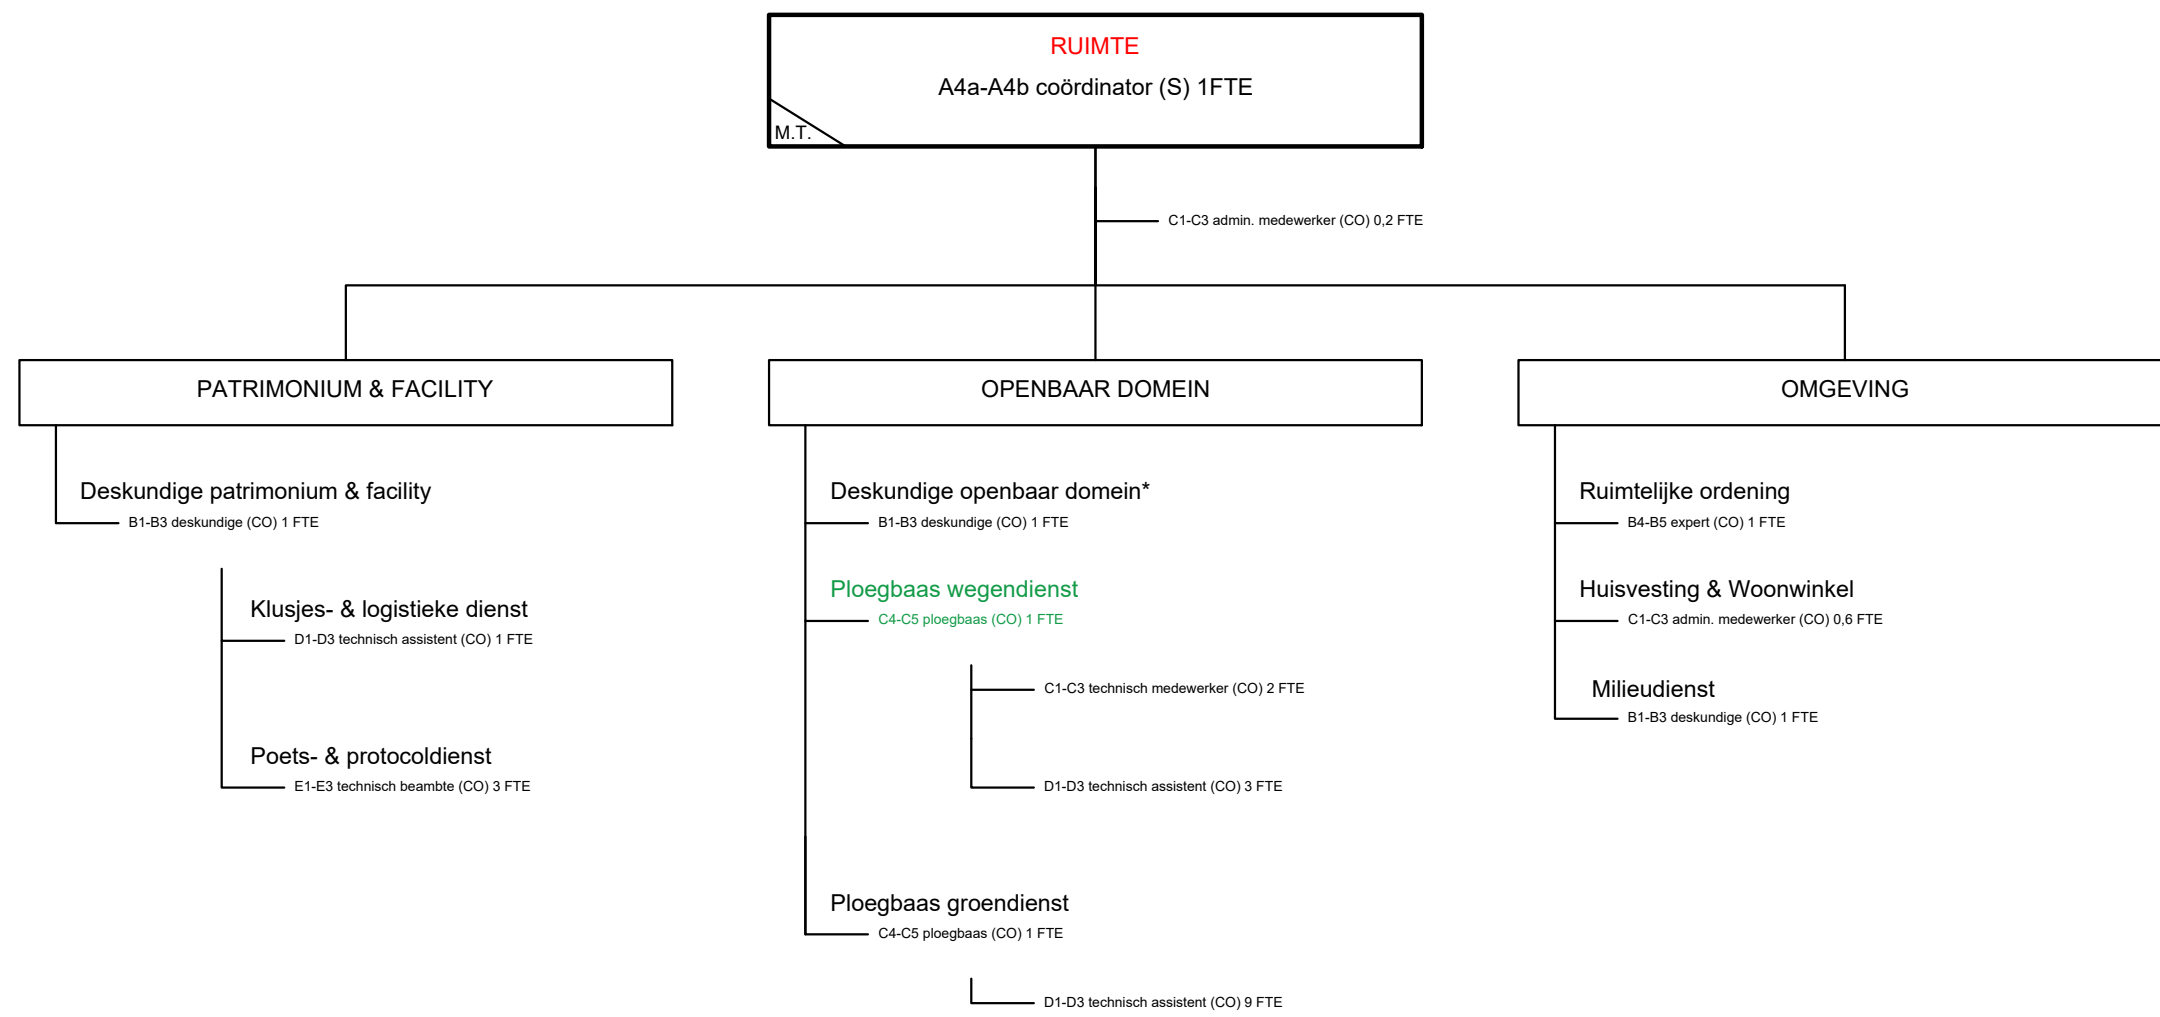 RUIMTE
A4a-A4b coördinator (S) 1FTE
M.T.
C1-C3 admin. medewerker (CO) 0,2 FTE
PATRIMONIUM & FACILITY
Deskundige patrimonium & facility
B1-B3 deskundige (CO) 1 FTE
Klusjes- & logistieke dienst
D1-D3 technisch assistent (CO) 1 FTE
Poets- & protocoldienst
E1-E3 technisch beambte (CO) 3 FTE
OPENBAAR DOMEIN
Deskundige openbaar domein*
B1-B3 deskundige (CO) 1 FTE
Ploegbaas wegendienst
C4-C5 ploegbaas (CO) 1 FTE
C1-C3 technisch medewerker (CO) 2 FTE
D1-D3 technisch assistent (CO) 3 FTE
Ploegbaas groendienst
C4-C5 ploegbaas (CO) 1 FTE
D1-D3 technisch assistent (CO) 9 FTE
OMGEVING
Ruimtelijke ordening
B4-B5 expert (CO) 1 FTE
Huisvesting & Woonwinkel
C1-C3 admin. medewerker (CO) 0,6 FTE
Milieudienst
B1-B3 deskundige (CO) 1 FTE